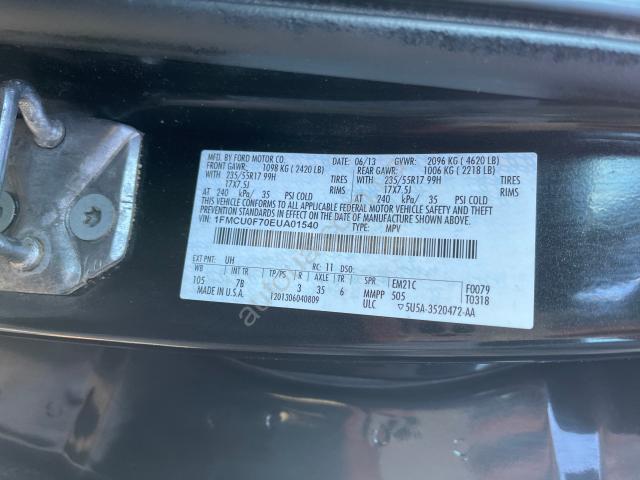 MFD. BY FORD MOTOR CO. 06/13 GVWR: 2096 KG ( 4620 LB)
FRONT GAWR: 1098 KG ( 2420 LB) REAR GAWR: 1006 KG ( 2218 LB)
WITH 235/55R17 99H TIRES WITH 235/55R17 99H TIRES
17X7.5J RIMS 17X7.5J RIMS
AT 240 kPa/ 35 PSI COLD AT 240 kPa/ 35 PSI COLD
THIS VEHICLE CONFORMS TO ALL APPLICABLE FEDERAL MOTOR VEHICLE SAFETY, BUMPER, AND THEFT PREVENTION STANDARDS IN EFFECT ON THE DATE OF MANUFACTURE SHOWN ABOVE.
VIN: 1FMCU0F70EUA01540 TYPE: MPV
EXT PNT: UH RC: 11 DSO: F0079
WB INT TR TP/PS R AXLE TR SPR EM21C T0318
105 7B 3 35 6 MMPP 505
MADE IN U.S.A. 1201306040809 ULC 5U5A-3520472-AA